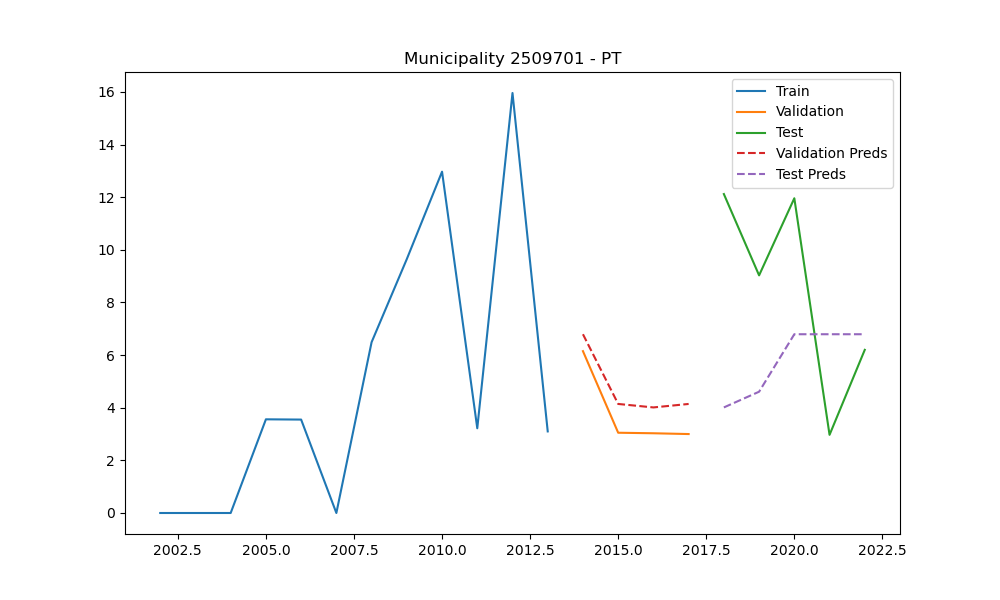 Municipality 2509701 - PT
Train
Validation
Test
Validation Preds
Test Preds
16
14
12
10
8
6
4
2
0
2002.5 2005.0 2007.5 2010.0 2012.5 2015.0 2017.5 2020.0 2022.5